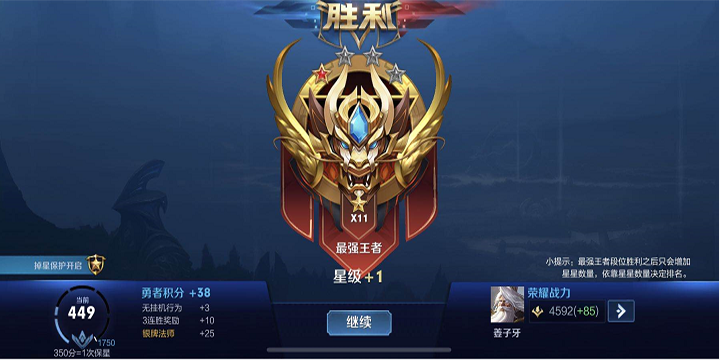 胜利
X11
最强王者
星级+1
掉星保护开启
小提示：最强王者段位胜利之后只会增加
星星数量，依靠星星数量决定排名。
当前
449
1750
350分=1次保星
勇者积分 +38
无挂机行为 +3
3连胜奖励 +10
银牌法师 +25
继续
荣耀战力
4592(+85)
姜子牙